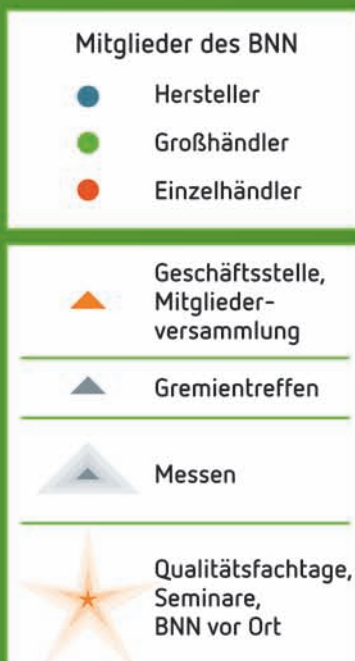 Mitglieder des BNN
Hersteller
Großhändler
Einzelhändler
Geschäftsstelle,
Mitglieder-
versammlung
Gremientreffen
Messen
Qualitätsfachtage,
Seminare,
BNN vor Ort